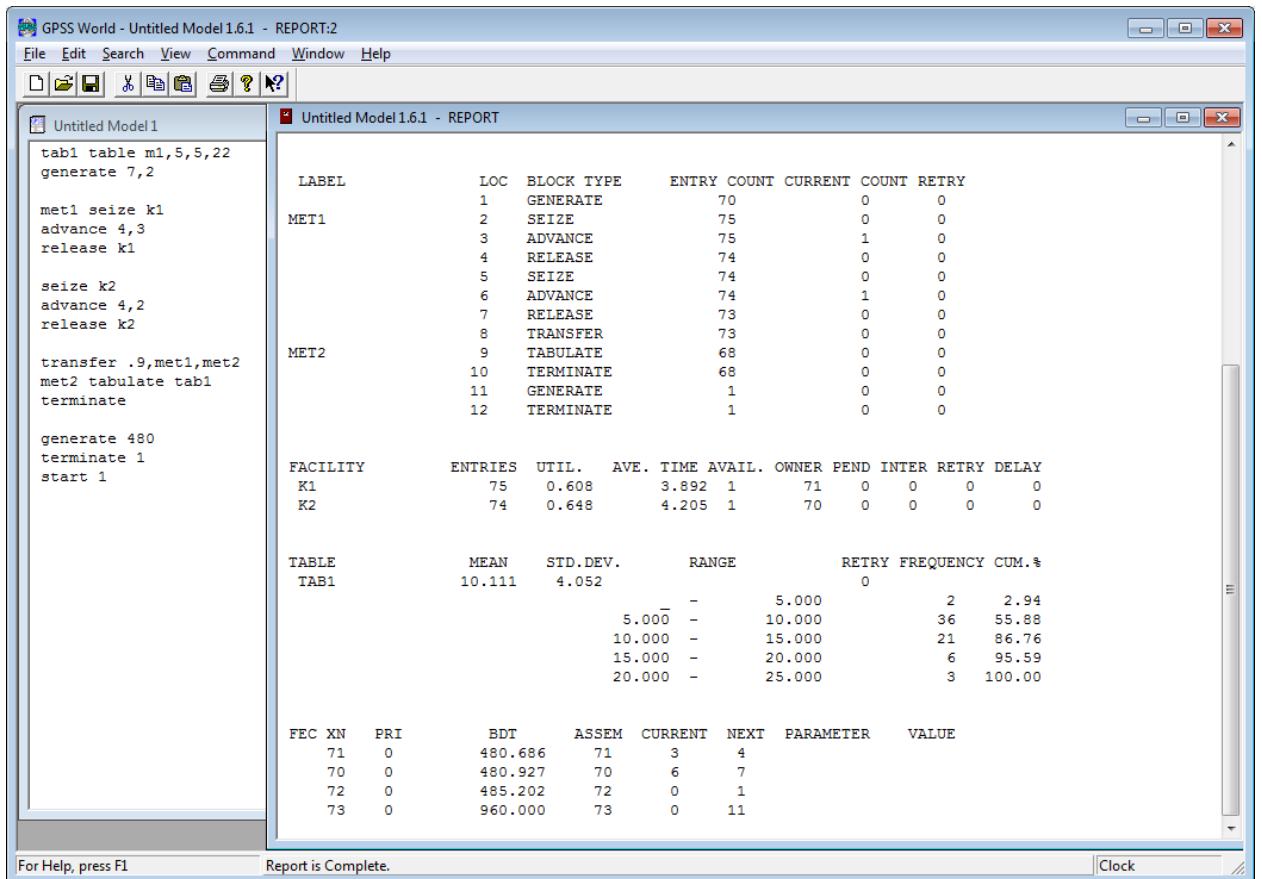 GPSS World - Untitled Model 1.6.1 - REPORT:2
File Edit Search View Command Window Help
Untitled Model 1
tab1 table m1,5,5,22
generate 7,2
met1 seize k1
advance 4,3
release k1
seize k2
advance 4,2
release k2
transfer .9,met1,met2
met2 tabulate tab1
terminate
generate 480
terminate 1
start 1
Untitled Model 1.6.1 - REPORT
LABEL LOC BLOCK TYPE ENTRY COUNT CURRENT COUNT RETRY
1 GENERATE 70 0 0
MET1 2 SEIZE 75 0 0
3 ADVANCE 75 1 0
4 RELEASE 74 0 0
5 SEIZE 74 0 0
6 ADVANCE 74 1 0
7 RELEASE 73 0 0
8 TRANSFER 73 0 0
MET2 9 TABULATE 68 0 0
10 TERMINATE 68 0 0
11 GENERATE 1 0 0
12 TERMINATE 1 0 0
FACILITY ENTRIES UTIL. AVE. TIME AVAIL. OWNER PEND INTER RETRY DELAY
K1 75 0.608 3.892 1 71 0 0 0 0
K2 74 0.648 4.205 1 70 0 0 0 0
TABLE MEAN STD.DEV. RANGE RETRY FREQUENCY CUM.%
TAB1 10.111 4.052 0
_ - 5.000 2 2.94
5.000 - 10.000 36 55.88
10.000 - 15.000 21 86.76
15.000 - 20.000 6 95.59
20.000 - 25.000 3 100.00
FEC XN PRI BDT ASSEM CURRENT NEXT PARAMETER VALUE
71 0 480.686 71 3 4
70 0 480.927 70 6 7
72 0 485.202 72 0 1
73 0 960.000 73 0 11
For Help, press F1 Report is Complete. Clock